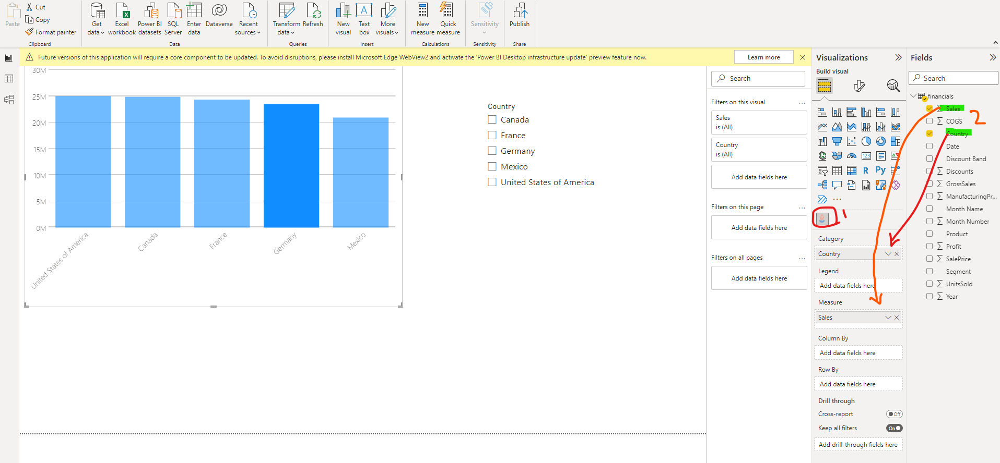 Paste
Cut
Copy
Format painter
Clipboard
Get data
Excel workbook
Power BI datasets
SQL Server
Enter data
Dataverse
Recent sources
Data
Transform data
Refresh
Queries
New visual
Text box
More visuals
Insert
New measure
Quick measure
Calculations
Sensitivity
Sensitivity
Publish
Share
Future versions of this application will require a core component to be updated. To avoid disruptions, please install Microsoft Edge WebView2 and activate the 'Power BI Desktop infrastructure update' preview feature now.
Learn more
30M
25M
20M
15M
10M
5M
0M
United States of America
Canada
France
Germany
Mexico
Country
Canada
France
Germany
Mexico
United States of America
Search
Filters on this visual
Sales
is (All)
Country
is (All)
Add data fields here
Filters on this page
Add data fields here
Filters on all pages
Add data fields here
Visualizations
Build visual
123
R
Py
1
Category
Country
Legend
Add data fields here
Measure
Sales
Column By
Add data fields here
Row By
Add data fields here
Drill through
Cross-report
Off
Keep all filters
On
Add drill-through fields here
Fields
Search
financials
Sales
2
COGS
Country
Date
Discount Band
Discounts
GrossSales
ManufacturingPr...
Month Name
Month Number
Product
Profit
SalePrice
Segment
UnitsSold
Year